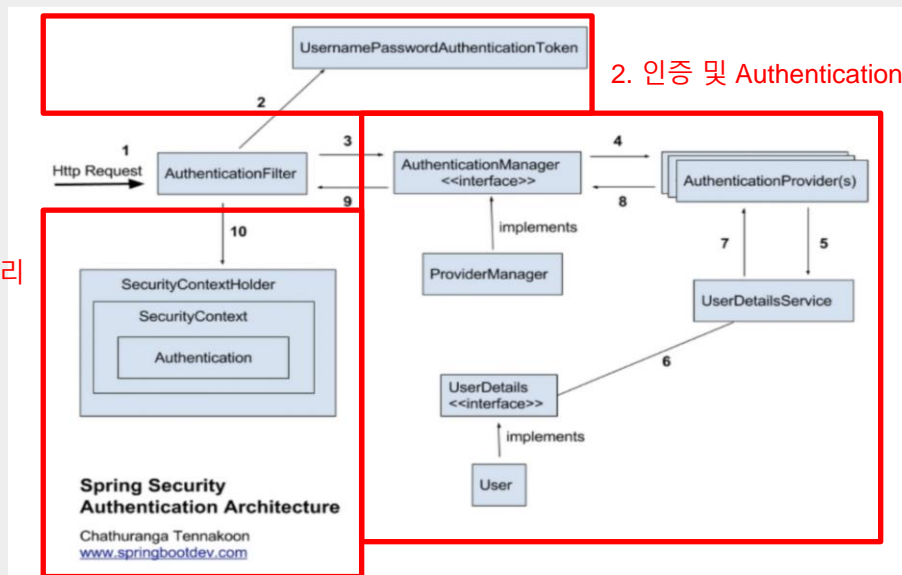 UsernamePasswordAuthenticationToken
2. 인증 및 Authentication
2
1
Http Request
AuthenticationFilter
3
9
AuthenticationManager
<<interface>>
4
8
AuthenticationProvider(s)
10
implements
7
5
리
SecurityContextHolder
SecurityContext
Authentication
ProviderManager
UserDetailsService
6
UserDetails
<<interface>>
implements
User
Spring Security
Authentication Architecture
Chathuranga Tennakoon
www.springbootdev.com